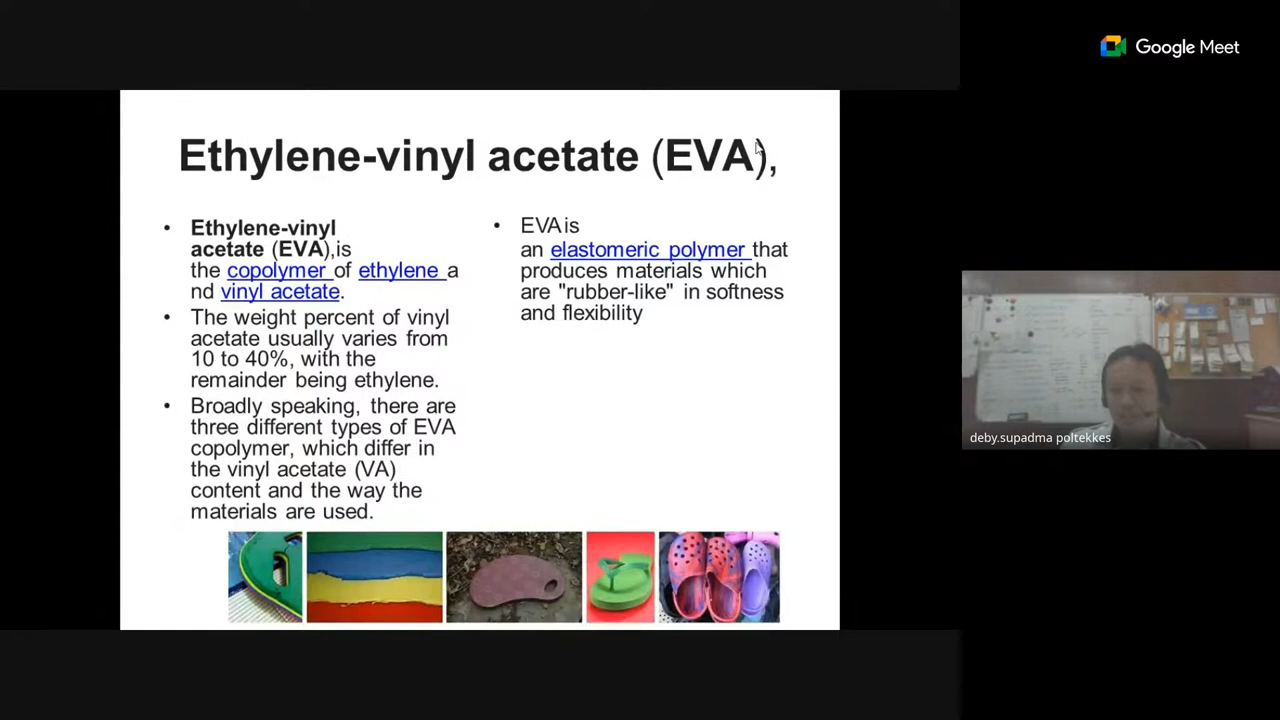 Google Meet
Ethylene-vinyl acetate (EVA),
• Ethylene-vinyl
acetate (EVA),is
the copolymer of ethylene a
nd vinyl acetate.
• The weight percent of vinyl
acetate usually varies from
10 to 40%, with the
remainder being ethylene.
• Broadly speaking, there are
three different types of EVA
copolymer, which differ in
the vinyl acetate (VA)
content and the way the
materials are used.
• EVA is
an elastomeric polymer that
produces materials which
are "rubber-like" in softness
and flexibility
deby.supadma poltekkes